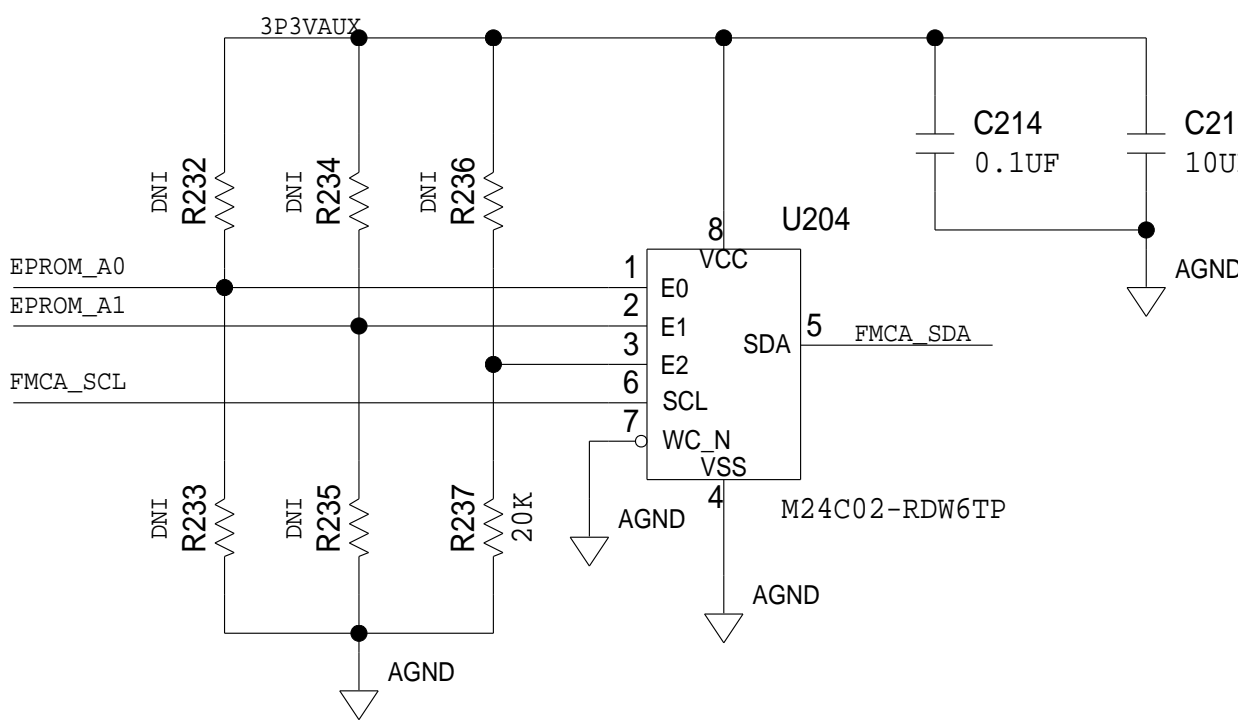 3P3VAUX
C214
0.1UF
C21
10U
DNI
R232
DNI
R234
DNI
R236
U204
8
VCC
EPROM_A0
1
E0
AGND
EPROM_A1
2
E1
5
SDA
FMCA_SDA
3
E2
FMCA_SCL
6
SCL
7
WC_N
VSS
4
M24C02-RDW6TP
DNI
R233
DNI
R235
R237
20K
AGND
AGND
AGND